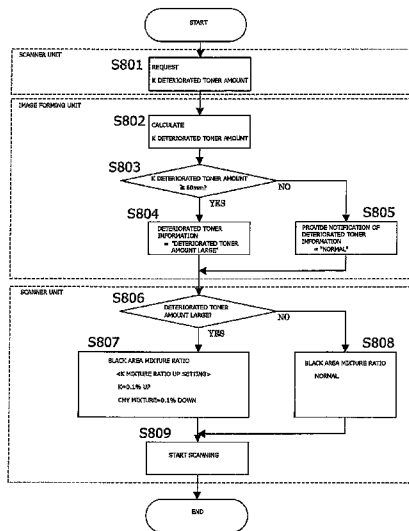 START
SCANNER UNIT
S801
REQUEST
K DETERIORATED TONER AMOUNT
IMAGE FORMING UNIT
S802
CALCULATE
K DETERIORATED TONER AMOUNT
S803
K DETERIORATED TONER AMOUNT
≧ 60mm?
NO
YES
S804
S805
DETERIORATED TONER
INFORMATION
= "DETERIORATED TONER
AMOUNT LARGE"
PROVIDE NOTIFICATION OF
DETERIORATED TONER
INFORMATION
= "NORMAL"
SCANNER UNIT
S806
DETERIORATED TONER
AMOUNT LARGE?
NO
YES
S807
S808
BLACK AREA MIXTURE RATIO
<K MIXTURE RATIO UP SETTING>
K=0.1% UP
CMY MIXTURE=0.1% DOWN
BLACK AREA MIXTURE RATIO
NORMAL
S809
START SCANNING
END